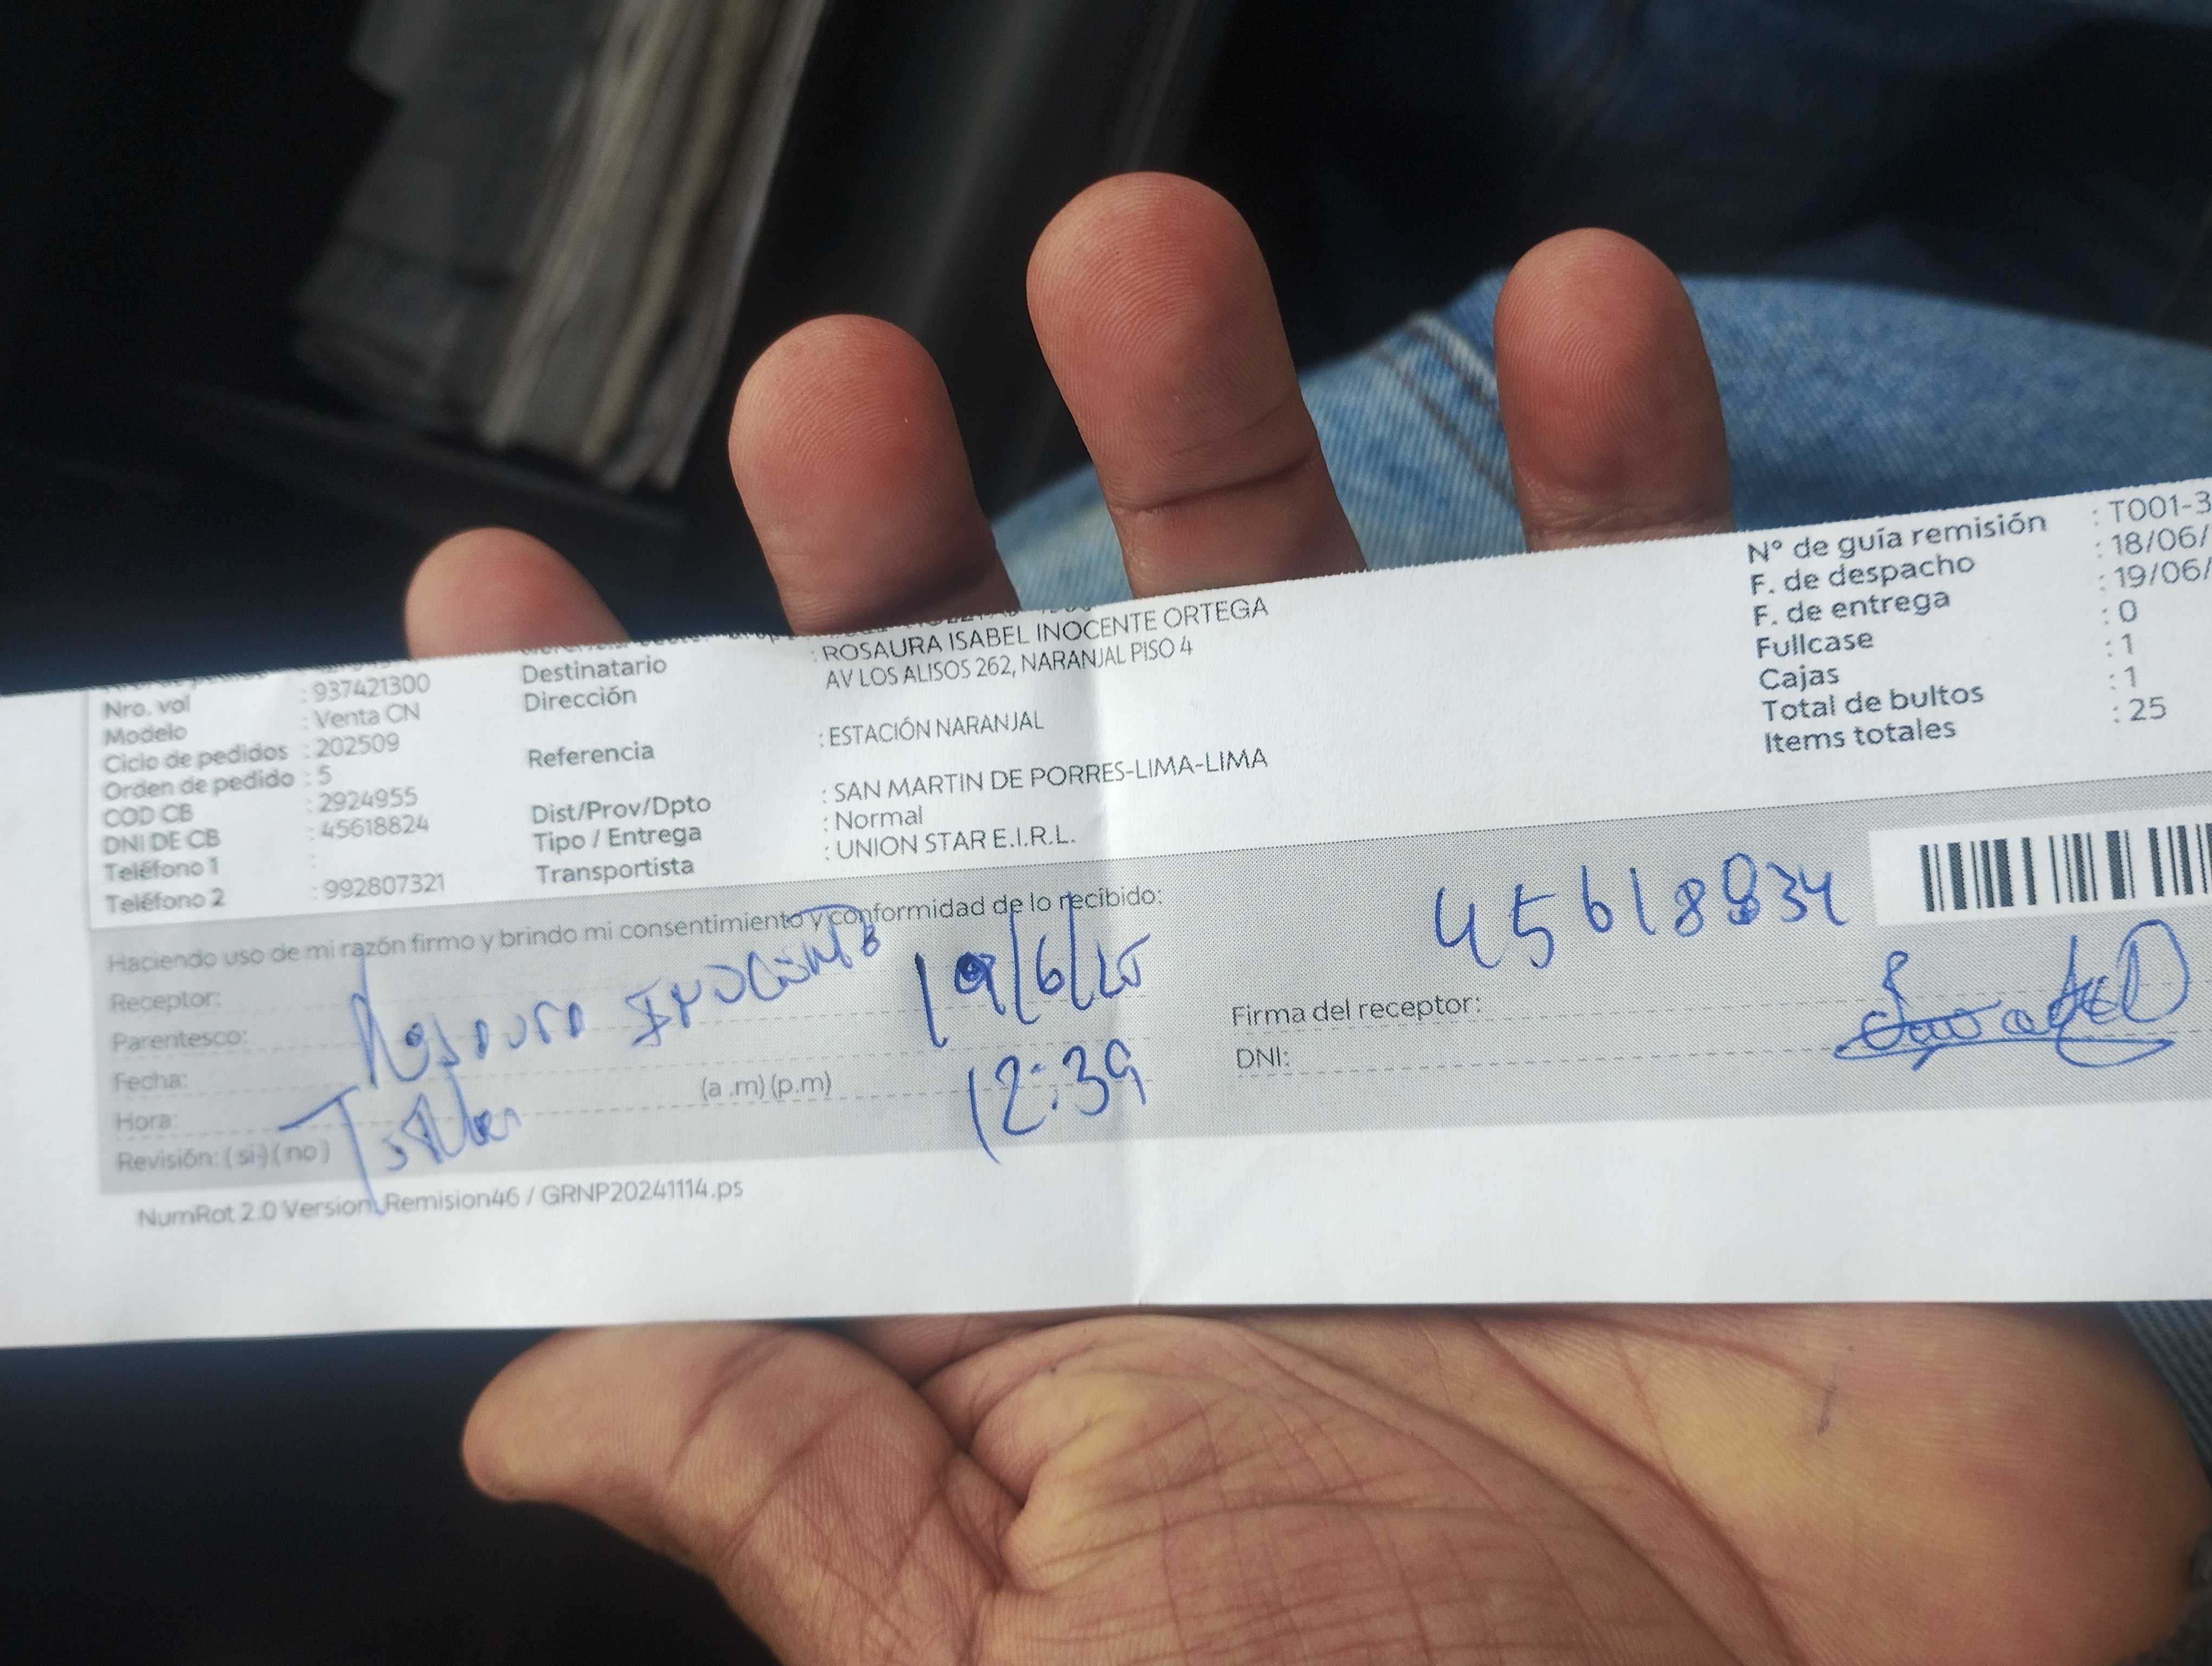 Nro. vol : 937421300
Modelo : Venta CN
Ciclo de pedidos : 202509
Orden de pedido : 5
COD CB : 2924955
DNI DE CB : 45618824
Teléfono 1 :
Teléfono 2 : 992807321
Destinatario : ROSAURA ISABEL INOCENTE ORTEGA
Dirección AV LOS ALISOS 262, NARANJAL PISO 4
Referencia : ESTACIÓN NARANJAL
Dist/Prov/Dpto : SAN MARTIN DE PORRES-LIMA-LIMA
Tipo / Entrega : Normal
Transportista : UNION STAR E.I.R.L.
Nº de guía remisión : T001-3
F. de despacho : 18/06/
F. de entrega : 19/06/
Fullcase : 0
Cajas : 1
Total de bultos : 1
Items totales : 25
Haciendo uso de mi razón firmo y brindo mi consentimiento y conformidad de lo recibido:
Receptor:
Parentesco:
Fecha:
Hora: (a .m) (p.m)
Revisión: ( si ) ( no )
Inocente
19/6/25
12:39
45618834
Firma del receptor:
DNI:
NumRot 2.0 Version Remision46 / GRNP20241114.ps